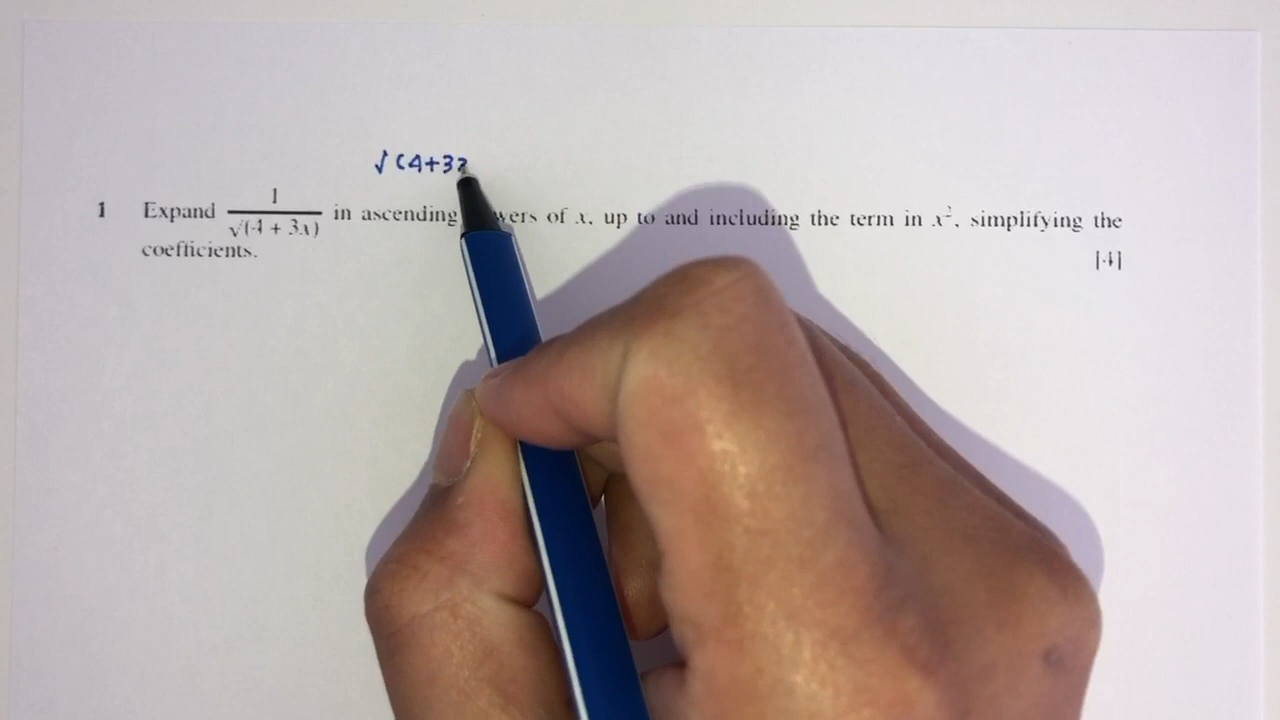 √(4+3
1 Expand 1/√(4 + 3x) in ascending of x, up to and including the term in x², simplifying the
coefficients. [4]